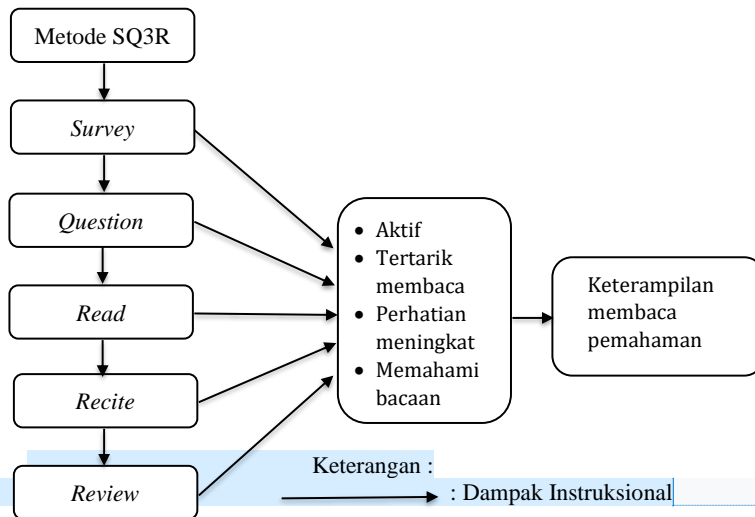 Metode SQ3R
Survey
Question
Read
Recite
Review
• Aktif
• Tertarik
membaca
• Perhatian
meningkat
• Memahami
bacaan
Keterampilan
membaca
pemahaman
Keterangan :
: Dampak Instruksional